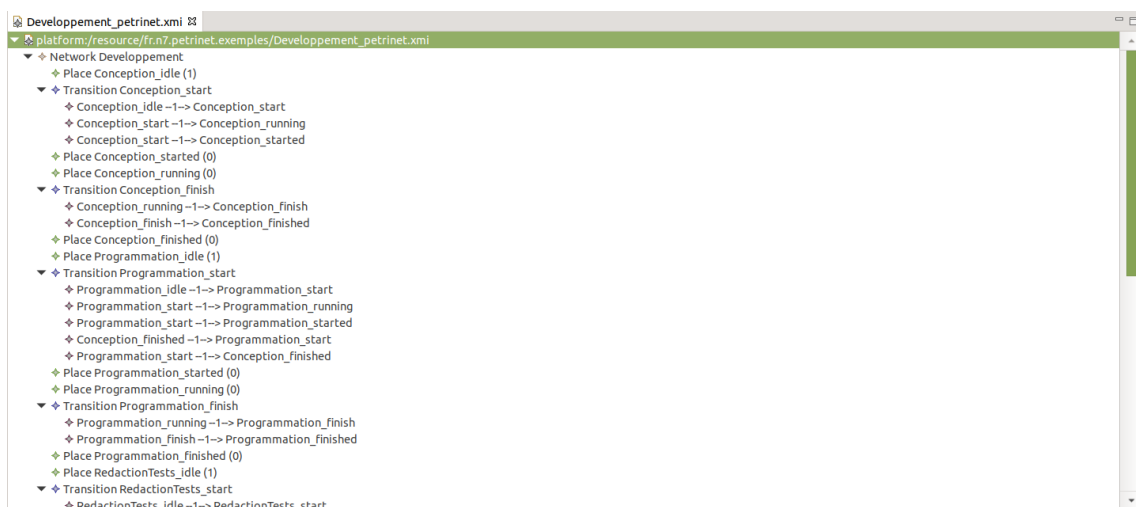 Developpement_petrinet.xmi
platform:/resource/fr.n7.petrinet.exemples/Developpement_petrinet.xmi
Network Developpement
Place Conception_idle (1)
Transition Conception_start
Conception_idle --1--> Conception_start
Conception_start --1--> Conception_running
Conception_start --1--> Conception_started
Place Conception_started (0)
Place Conception_running (0)
Transition Conception_finish
Conception_running --1--> Conception_finish
Conception_finish --1--> Conception_finished
Place Conception_finished (0)
Place Programmation_idle (1)
Transition Programmation_start
Programmation_idle --1--> Programmation_start
Programmation_start --1--> Programmation_running
Programmation_start --1--> Programmation_started
Conception_finished --1--> Programmation_start
Programmation_start --1--> Conception_finished
Place Programmation_started (0)
Place Programmation_running (0)
Transition Programmation_finish
Programmation_running --1--> Programmation_finish
Programmation_finish --1--> Programmation_finished
Place Programmation_finished (0)
Place RedactionTests_idle (1)
Transition RedactionTests_start
RedactionTests_idle --1--> RedactionTests_start